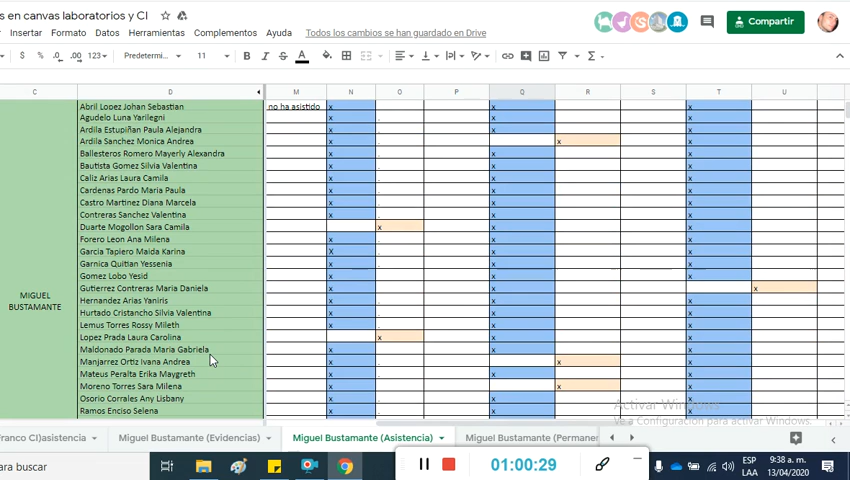 s en canvas laboratorios y CI
Compartir
Insertar Formato Datos Herramientas Complementos Ayuda Todos los cambios se han guardado en Drive
$ % .0 .00 123 Predetermi... 11 B I S A
C D M N O P Q R S T U
Abril Lopez Johan Sebastian no ha asistido x x x
Agudelo Luna Yarilegni x . x x
Ardila Estupiñan Paula Alejandra x . x x
Ardila Sanchez Monica Andrea x . x x
Ballesteros Romero Mayerly Alexandra x . x x
Bautista Gomez Silvia Valentina x . x x
Caliz Arias Laura Camila x . x x
Cardenas Pardo Maria Paula x . x x
Castro Martinez Diana Marcela x . x x
Contreras Sanchez Valentina x . x x
Duarte Mogollon Sara Camila x x x
Forero Leon Ana Milena x . x x
Garcia Tapiero Maida Karina X . x x
Garnica Quitian Yessenia x . x x
Gomez Lobo Yesid x . x x
Gutierrez Contreras Maria Daniela x . x x
MIGUEL
BUSTAMANTE
Hernandez Arias Yaniris x . x x
Hurtado Cristancho Silvia Valentina x . x x
Lemus Torres Rossy Mileth x . x x
Lopez Prada Laura Carolina x x x
Maldonado Parada Maria Gabriela x . x x
Manjarrez Ortiz Ivana Andrea x . x x
Mateus Peralta Erika Maygreth x . x x
Moreno Torres Sara Milena x . x x
Osorio Corrales Any Lisbany x . x x
Ramos Enciso Selena x . x x
Activar Windows
Ve a Configuración para activar Windows.
Franco CI)asistencia Miguel Bustamante (Evidencias) Miguel Bustamante (Asistencia) Miguel Bustamante (Permanen
ara buscar
01:00:29
ESP
LAA
9:38 a. m.
13/04/2020